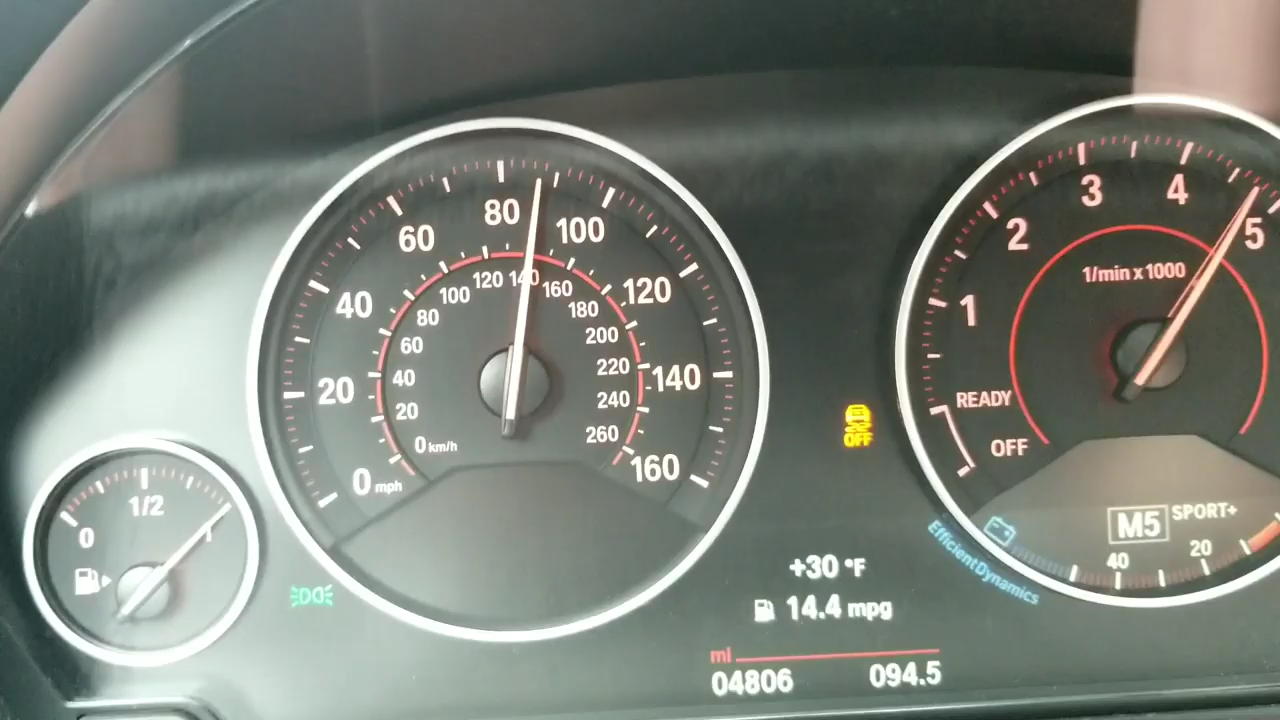 0 20 40 60 80 100 120 140 160
mph
0 20 40 60 80 100 120 140 160 180 200 220 240 260
km/h
0 1/2 1
OFF
1 2 3 4 5
1/min x 1000
READY
OFF
M5 SPORT+
40 20
EfficientDynamics
+30 °F
14.4 mpg
mi
04806 094.5